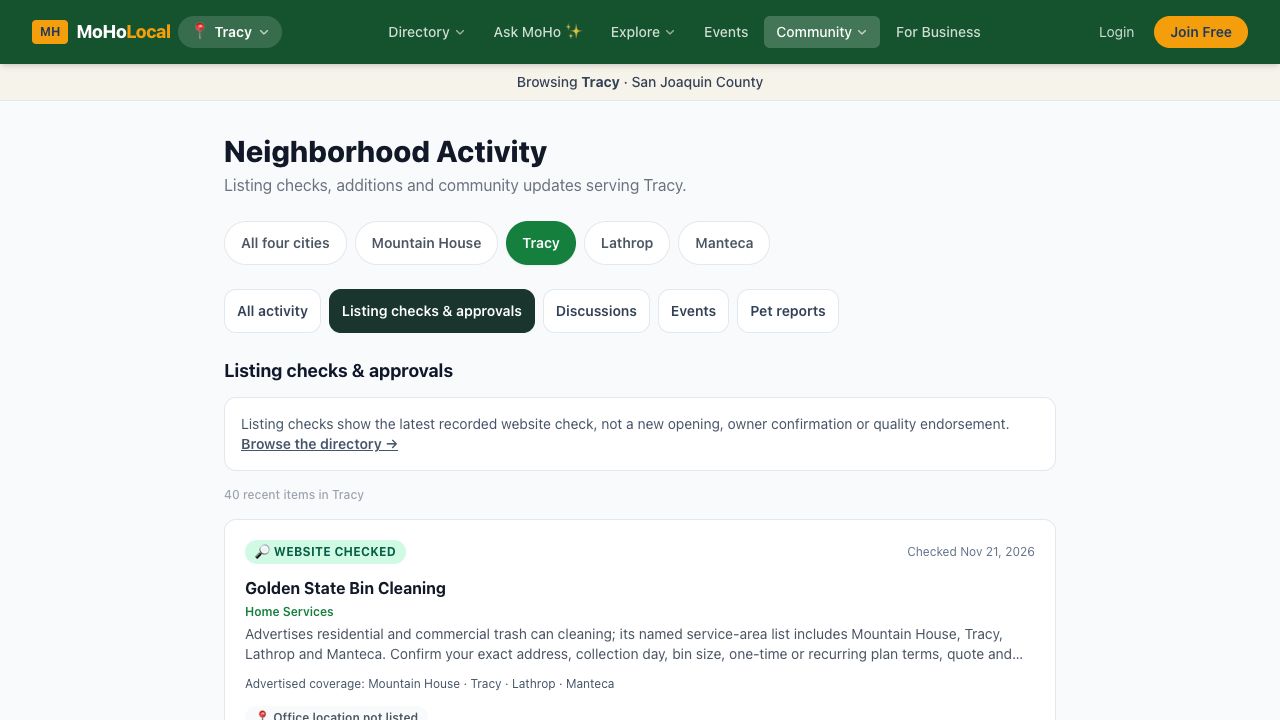 MH MoHoLocal 📍 Tracy Directory Ask MoHo ✨ Explore Events Community For Business Login Join Free
Browsing Tracy · San Joaquin County
Neighborhood Activity
Listing checks, additions and community updates serving Tracy.
All four cities Mountain House Tracy Lathrop Manteca
All activity Listing checks & approvals Discussions Events Pet reports
Listing checks & approvals
Listing checks show the latest recorded website check, not a new opening, owner confirmation or quality endorsement.
Browse the directory →
40 recent items in Tracy
🔎 WEBSITE CHECKED Checked Nov 21, 2026
Golden State Bin Cleaning
Home Services
Advertises residential and commercial trash can cleaning; its named service-area list includes Mountain House, Tracy,
Lathrop and Manteca. Confirm your exact address, collection day, bin size, one-time or recurring plan terms, quote and...
Advertised coverage: Mountain House · Tracy · Lathrop · Manteca
📍 Office location not listed